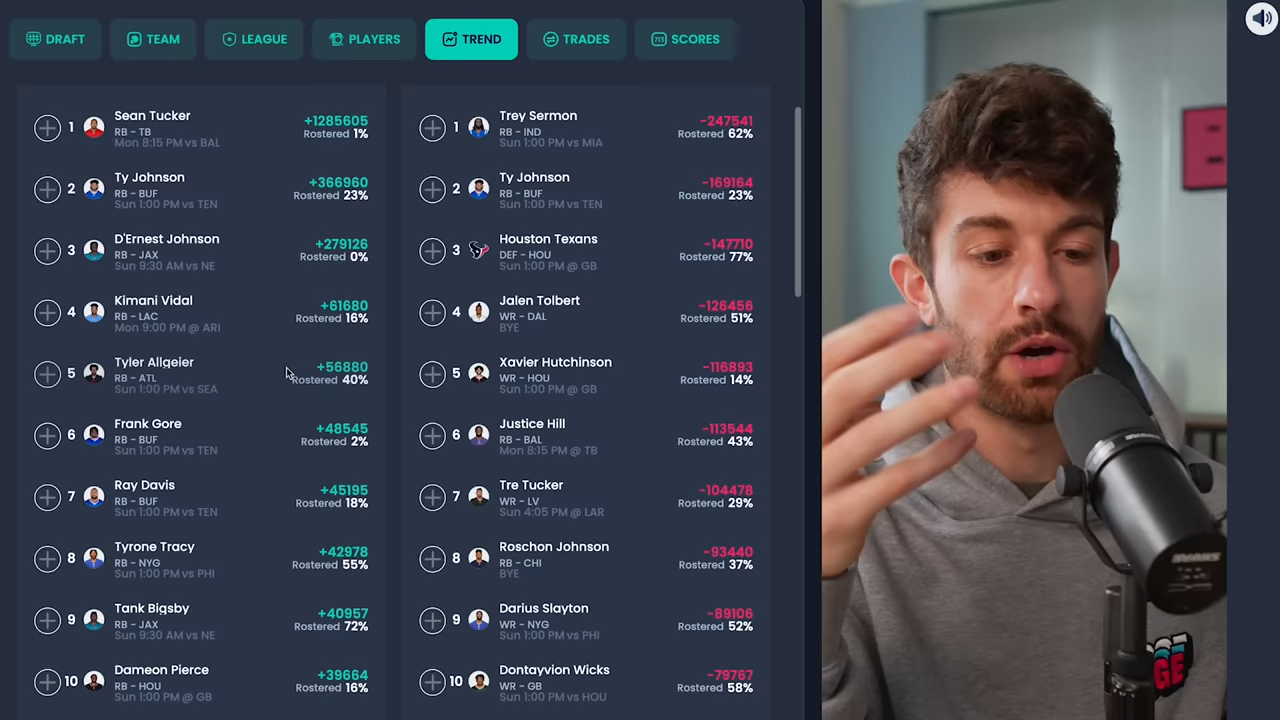 DRAFT
TEAM
LEAGUE
PLAYERS
TREND
TRADES
SCORES
1
Sean Tucker
RB - TB
Mon 8:15 PM vs BAL
+1285605
Rostered 1%
2
Ty Johnson
RB - BUF
Sun 1:00 PM vs TEN
+366960
Rostered 23%
3
D'Ernest Johnson
RB - JAX
Sun 9:30 AM vs NE
+279126
Rostered 0%
4
Kimani Vidal
RB - LAC
Mon 9:00 PM @ ARI
+61680
Rostered 16%
5
Tyler Allgeier
RB - ATL
Sun 1:00 PM vs SEA
+56880
Rostered 40%
6
Frank Gore
RB - BUF
Sun 1:00 PM vs TEN
+48545
Rostered 2%
7
Ray Davis
RB - BUF
Sun 1:00 PM vs TEN
+45195
Rostered 18%
8
Tyrone Tracy
RB - NYG
Sun 1:00 PM vs PHI
+42978
Rostered 55%
9
Tank Bigsby
RB - JAX
Sun 9:30 AM vs NE
+40957
Rostered 72%
10
Dameon Pierce
RB - HOU
Sun 1:00 PM @ GB
+39664
Rostered 16%
1
Trey Sermon
RB - IND
Sun 1:00 PM vs MIA
-247541
Rostered 62%
2
Ty Johnson
RB - BUF
Sun 1:00 PM vs TEN
-169164
Rostered 23%
3
Houston Texans
DEF - HOU
Sun 1:00 PM @ GB
-147710
Rostered 77%
4
Jalen Tolbert
WR - DAL
BYE
-126456
Rostered 51%
5
Xavier Hutchinson
WR - HOU
Sun 1:00 PM @ GB
-116893
Rostered 14%
6
Justice Hill
RB - BAL
Mon 8:15 PM @ TB
-113544
Rostered 43%
7
Tre Tucker
WR - LV
Sun 4:05 PM @ LAR
-104478
Rostered 29%
8
Roschon Johnson
RB - CHI
BYE
-93440
Rostered 37%
9
Darius Slayton
WR - NYG
Sun 1:00 PM vs PHI
-89106
Rostered 52%
10
Dontayvion Wicks
WR - GB
Sun 1:00 PM vs HOU
-79767
Rostered 58%